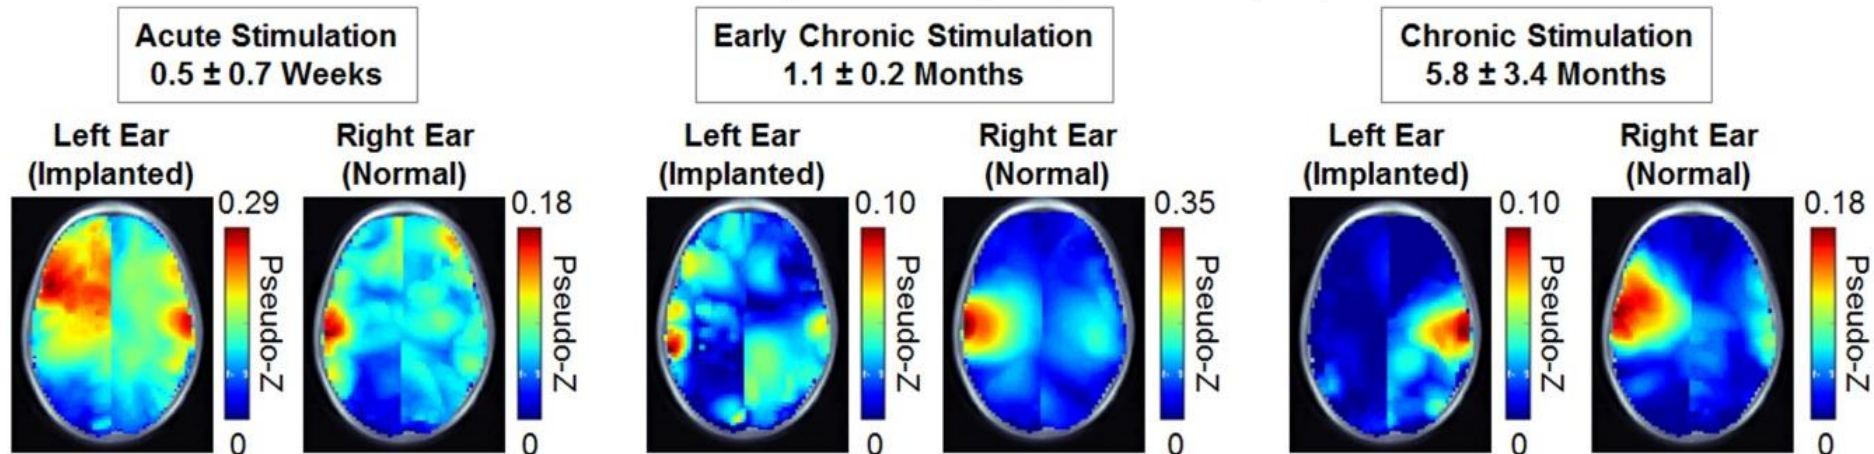 Acute Stimulation
0.5 ± 0.7 Weeks
Left Ear
(Implanted)
Right Ear
(Normal)
0.29
Pseudo-Z
0
0.18
Pseudo-Z
0
Early Chronic Stimulation
1.1 ± 0.2 Months
Left Ear
(Implanted)
Right Ear
(Normal)
0.10
Pseudo-Z
0
0.35
Pseudo-Z
0
Chronic Stimulation
5.8 ± 3.4 Months
Left Ear
(Implanted)
Right Ear
(Normal)
0.10
Pseudo-Z
0
0.18
Pseudo-Z
0